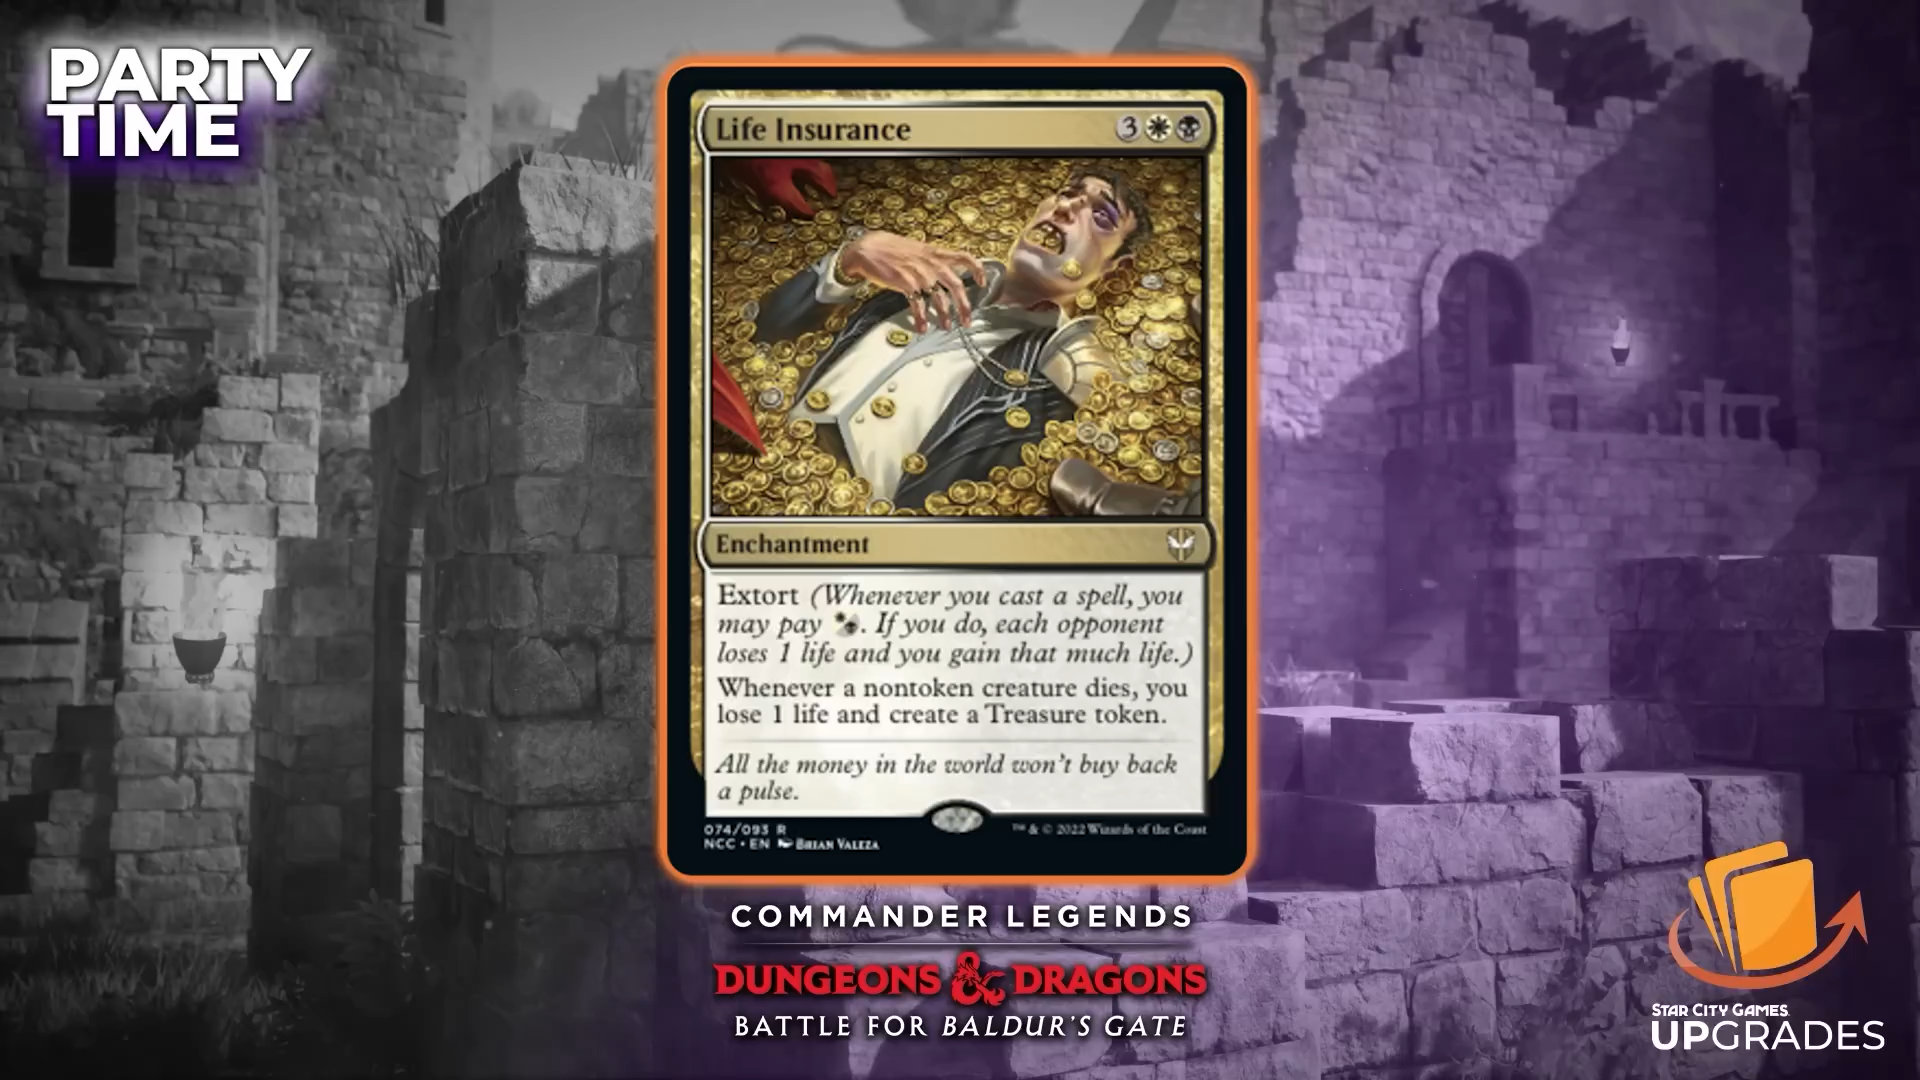 PARTY
TIME
Life Insurance
3
Enchantment
Extort (Whenever you cast a spell, you
may pay . If you do, each opponent
loses 1 life and you gain that much life.)
Whenever a nontoken creature dies, you
lose 1 life and create a Treasure token.
All the money in the world won't buy back
a pulse.
074/093 R
NCC • EN BRIAN VALEZA
™ & © 2022 Wizards of the Coast
COMMANDER LEGENDS
DUNGEONS & DRAGONS
BATTLE FOR BALDUR'S GATE
STAR CITY GAMES
UPGRADES